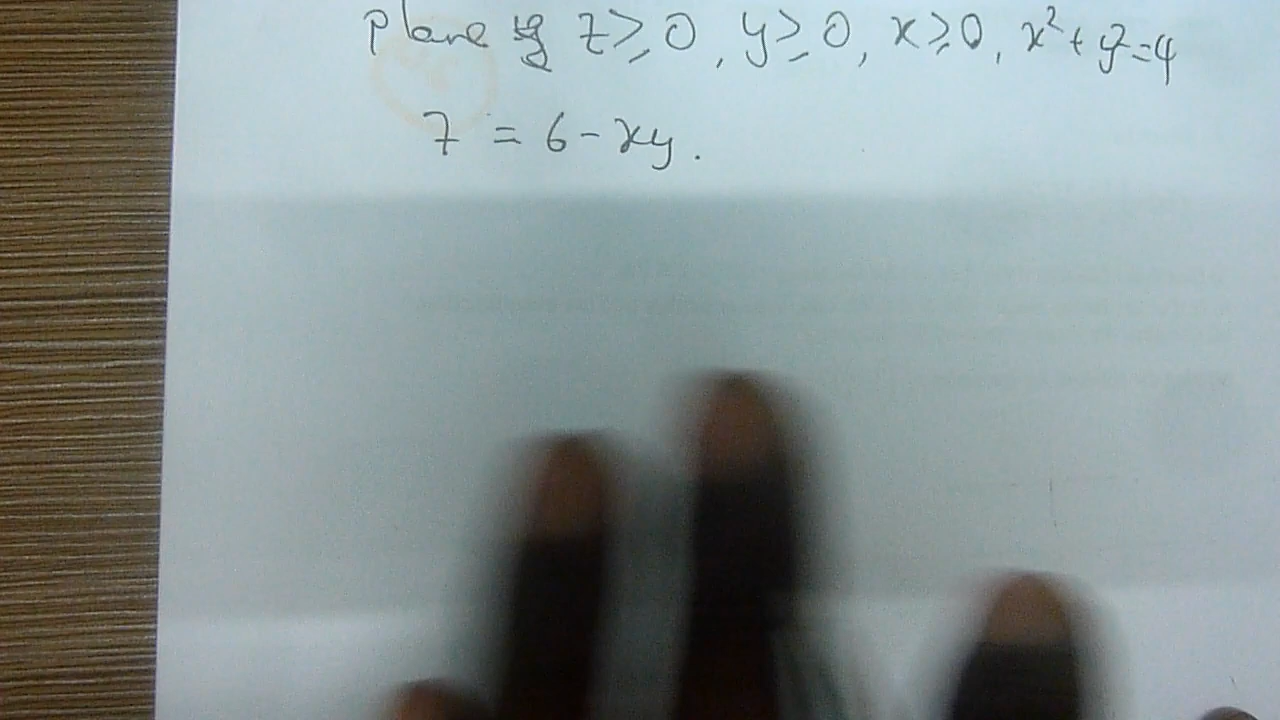 plane z≥0, y≥0, x≥0, x²+y²=4
z = 6-xy.